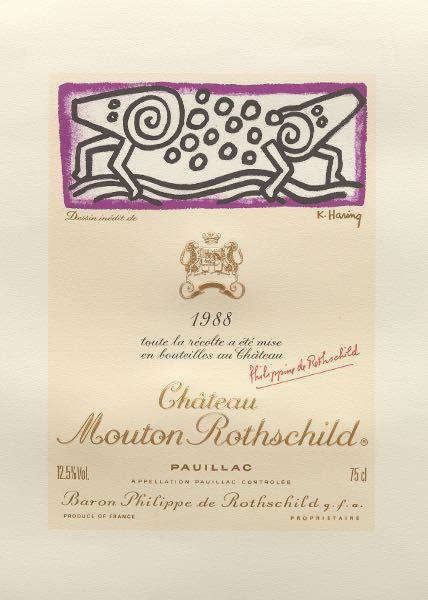 Dessin inédit de
K. Haring
1988
toute la récolte a été mise
en bouteilles au Château
Philippine de Rothschild
Château
Mouton Rothschild®
PAUILLAC
APPELLATION PAUILLAC CONTROLÉE
12.5% Vol.
75 cl
Baron Philippe de Rothschild g.f.a.
PRODUCE OF FRANCE
PROPRIETAIRE